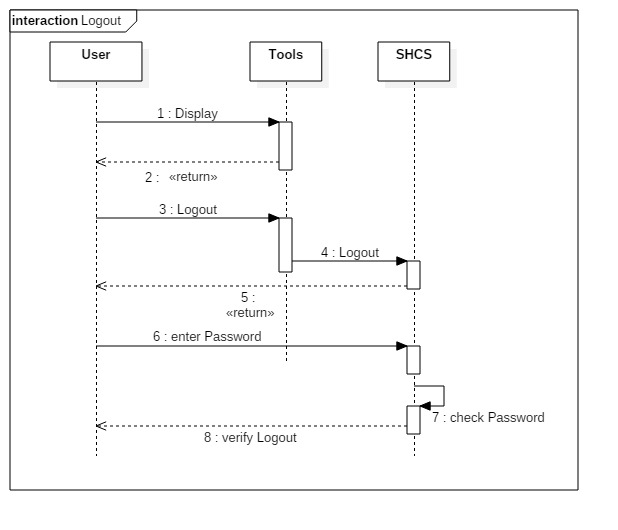 interaction Logout
User
Tools
SHCS
1 : Display
2 : «return»
3 : Logout
4 : Logout
5 :
«return»
6 : enter Password
7 : check Password
8 : verify Logout